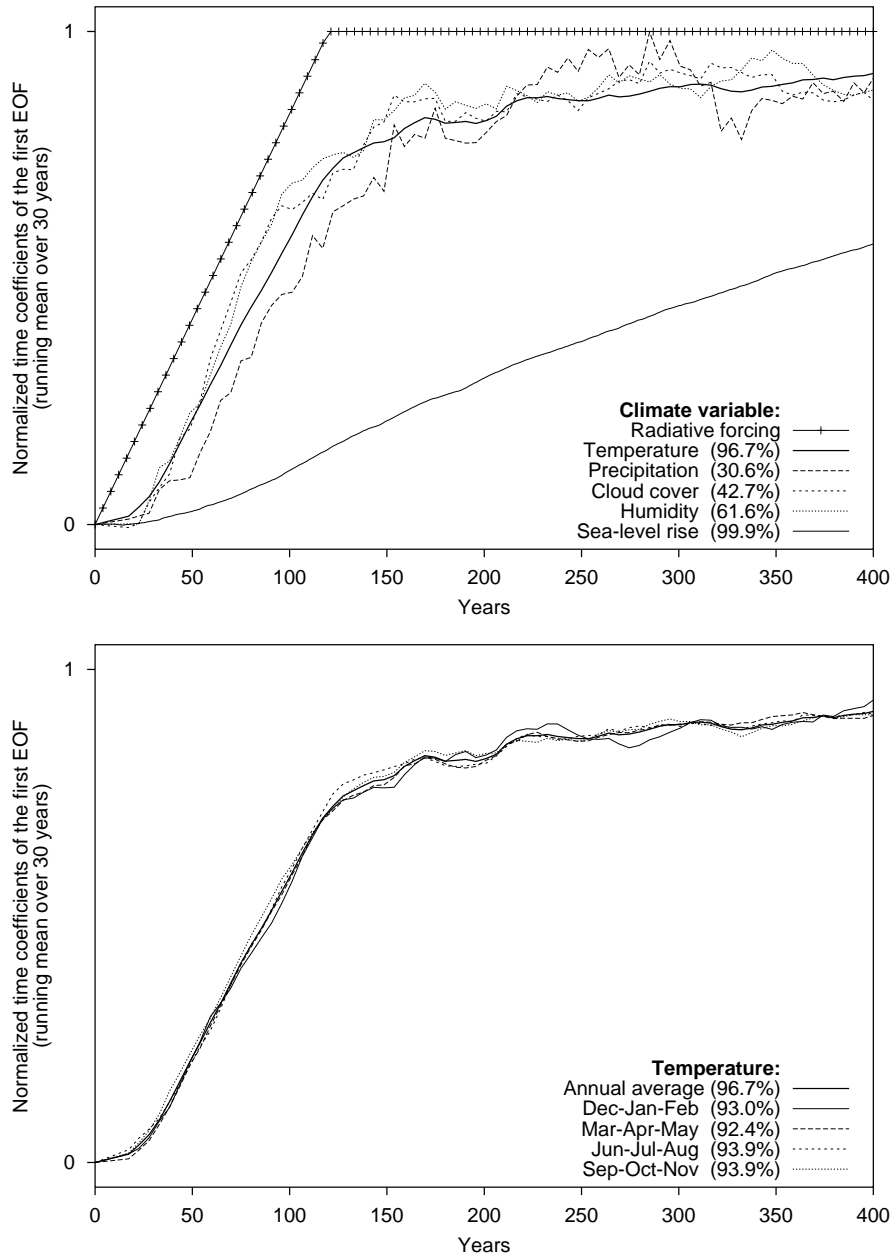 Normalized time coefficients of the first EOF
(running mean over 30 years)
1
0
Climate variable:
Radiative forcing
Temperature (96.7%)
Precipitation (30.6%)
Cloud cover (42.7%)
Humidity (61.6%)
Sea-level rise (99.9%)
0 50 100 150 200 250 300 350 400
Years
Normalized time coefficients of the first EOF
(running mean over 30 years)
1
0
Temperature:
Annual average (96.7%)
Dec-Jan-Feb (93.0%)
Mar-Apr-May (92.4%)
Jun-Jul-Aug (93.9%)
Sep-Oct-Nov (93.9%)
0 50 100 150 200 250 300 350 400
Years